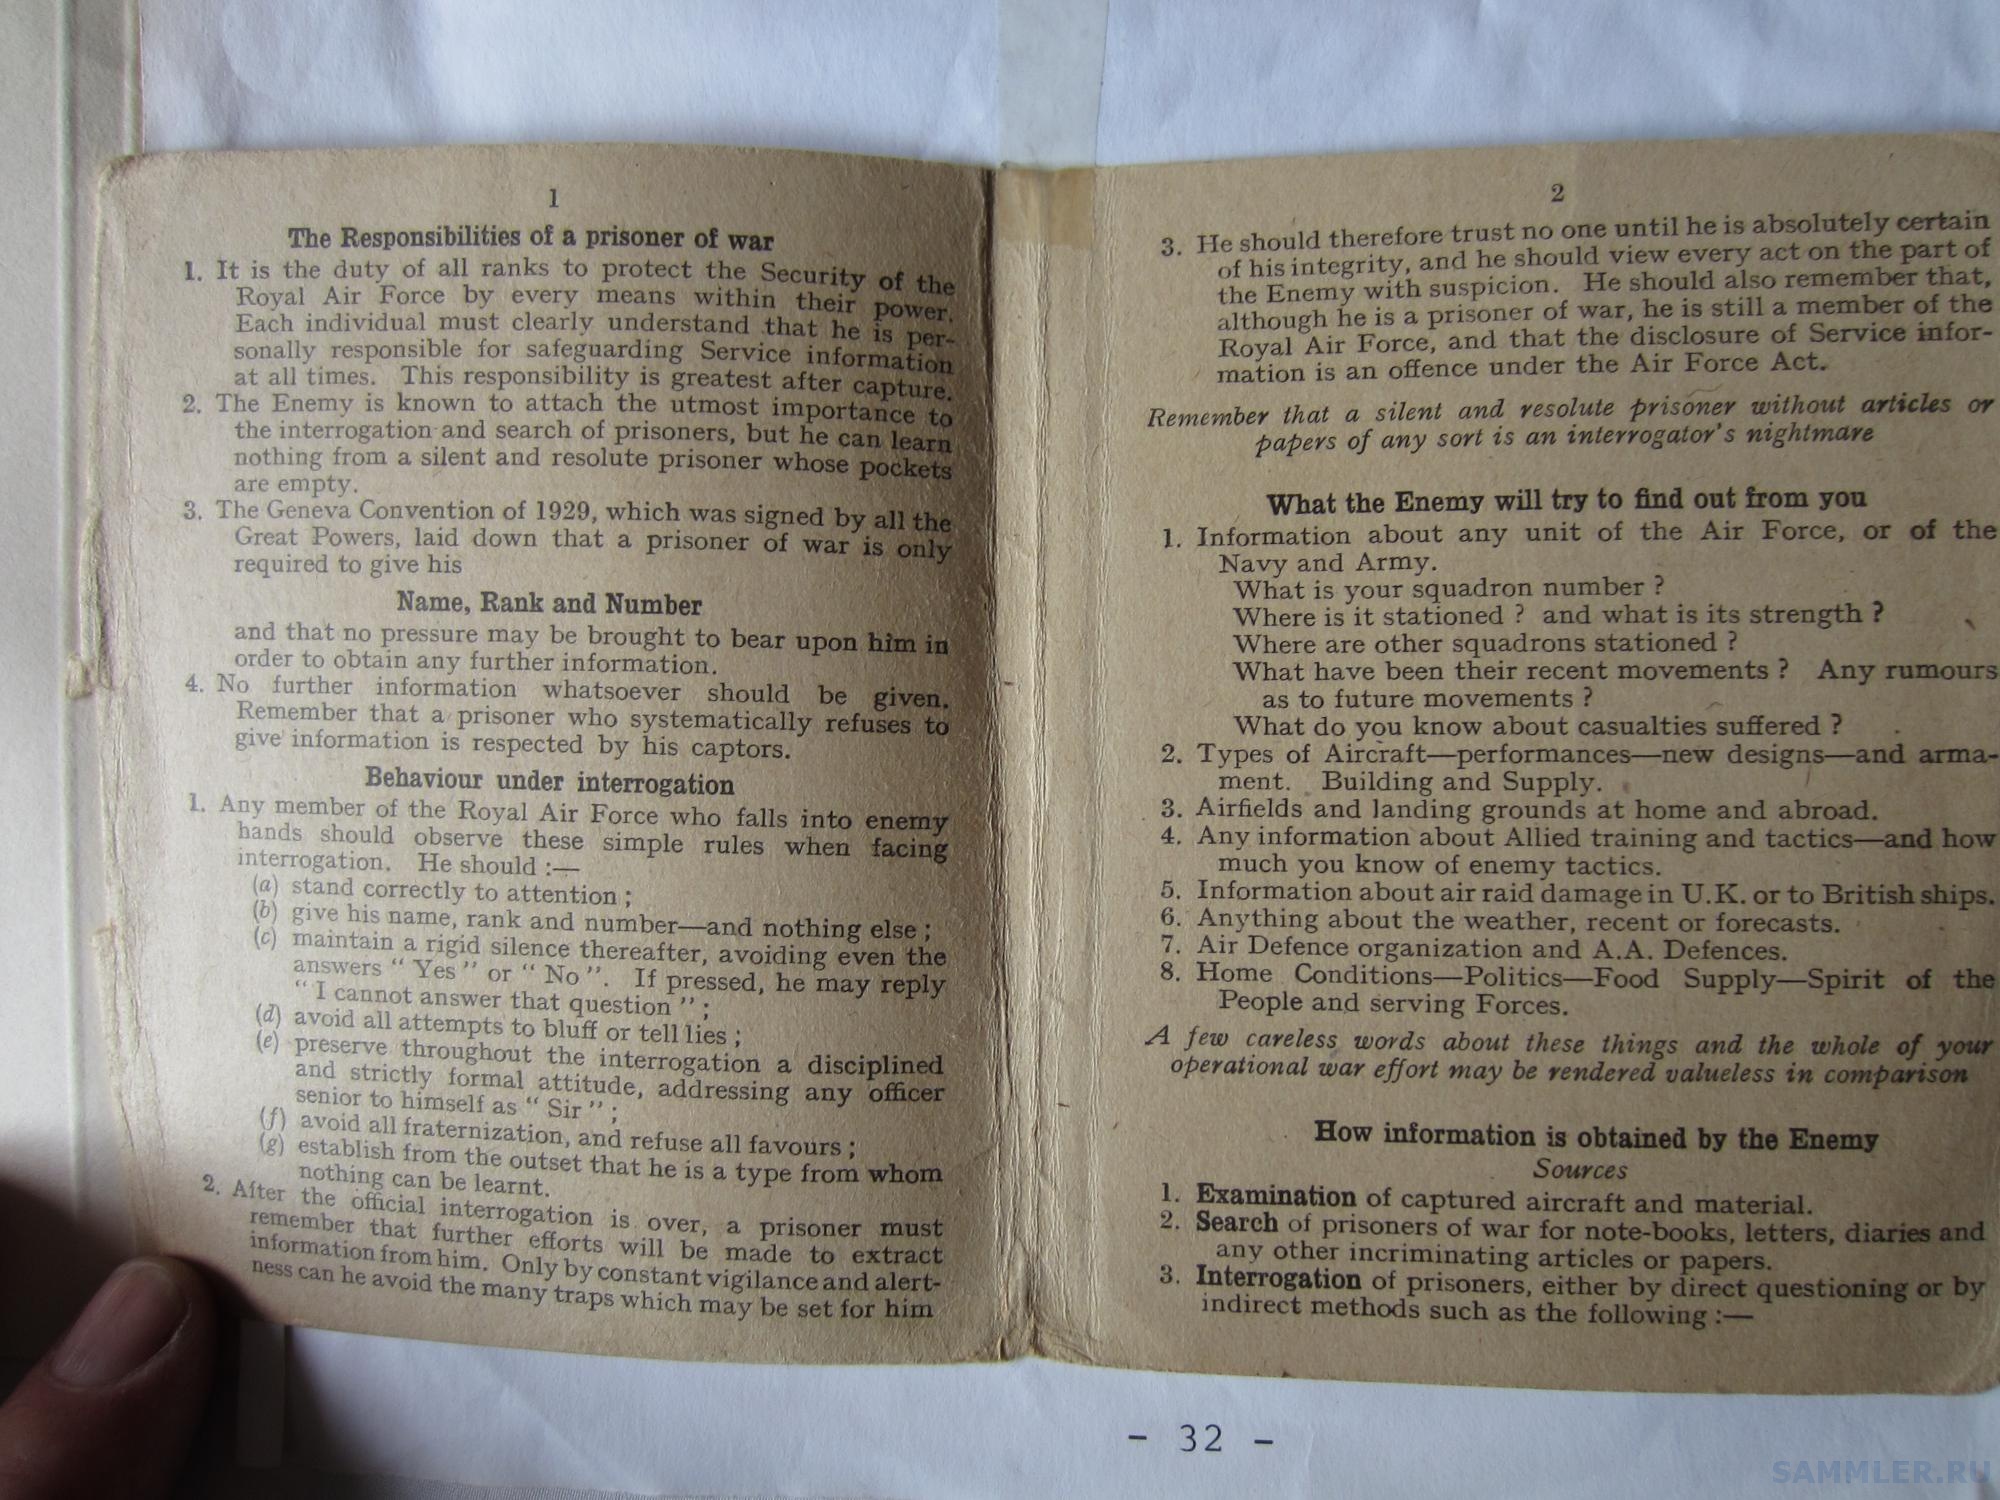 1
The Responsibilities of a prisoner of war
1. It is the duty of all ranks to protect the Security of the
Royal Air Force by every means within their power.
Each individual must clearly understand that he is per-
sonally responsible for safeguarding Service information
at all times. This responsibility is greatest after capture.
2. The Enemy is known to attach the utmost importance to
the interrogation and search of prisoners, but he can learn
nothing from a silent and resolute prisoner whose pockets
are empty.
3. The Geneva Convention of 1929, which was signed by all the
Great Powers, laid down that a prisoner of war is only
required to give his
Name, Rank and Number
and that no pressure may be brought to bear upon him in
order to obtain any further information.
4. No further information whatsoever should be given.
Remember that a prisoner who systematically refuses to
give information is respected by his captors.
Behaviour under interrogation
1. Any member of the Royal Air Force who falls into enemy
hands should observe these simple rules when facing
interrogation. He should :—
(a) stand correctly to attention ;
(b) give his name, rank and number—and nothing else ;
(c) maintain a rigid silence thereafter, avoiding even the
answers “ Yes ” or “ No ”. If pressed, he may reply
“ I cannot answer that question ” ;
(d) avoid all attempts to bluff or tell lies ;
(e) preserve throughout the interrogation a disciplined
and strictly formal attitude, addressing any officer
senior to himself as “ Sir ” ;
(f) avoid all fraternization, and refuse all favours ;
(g) establish from the outset that he is a type from whom
nothing can be learnt.
2. After the official interrogation is over, a prisoner must
remember that further efforts will be made to extract
information from him. Only by constant vigilance and alert-
ness can he avoid the many traps which may be set for him
2
3. He should therefore trust no one until he is absolutely certain
of his integrity, and he should view every act on the part of
the Enemy with suspicion. He should also remember that,
although he is a prisoner of war, he is still a member of the
Royal Air Force, and that the disclosure of Service infor-
mation is an offence under the Air Force Act.
Remember that a silent and resolute prisoner without articles or
papers of any sort is an interrogator's nightmare
What the Enemy will try to find out from you
1. Information about any unit of the Air Force, or of the
Navy and Army.
What is your squadron number ?
Where is it stationed ? and what is its strength ?
Where are other squadrons stationed ?
What have been their recent movements ? Any rumours
as to future movements ?
What do you know about casualties suffered ?
2. Types of Aircraft—performances—new designs—and arma-
ment. Building and Supply.
3. Airfields and landing grounds at home and abroad.
4. Any information about Allied training and tactics—and how
much you know of enemy tactics.
5. Information about air raid damage in U.K. or to British ships.
6. Anything about the weather, recent or forecasts.
7. Air Defence organization and A.A. Defences.
8. Home Conditions—Politics—Food Supply—Spirit of the
People and serving Forces.
A few careless words about these things and the whole of your
operational war effort may be rendered valueless in comparison
How information is obtained by the Enemy
Sources
1. Examination of captured aircraft and material.
2. Search of prisoners of war for note-books, letters, diaries and
any other incriminating articles or papers.
3. Interrogation of prisoners, either by direct questioning or by
indirect methods such as the following :—
- 32 -
SAMMLER.RU